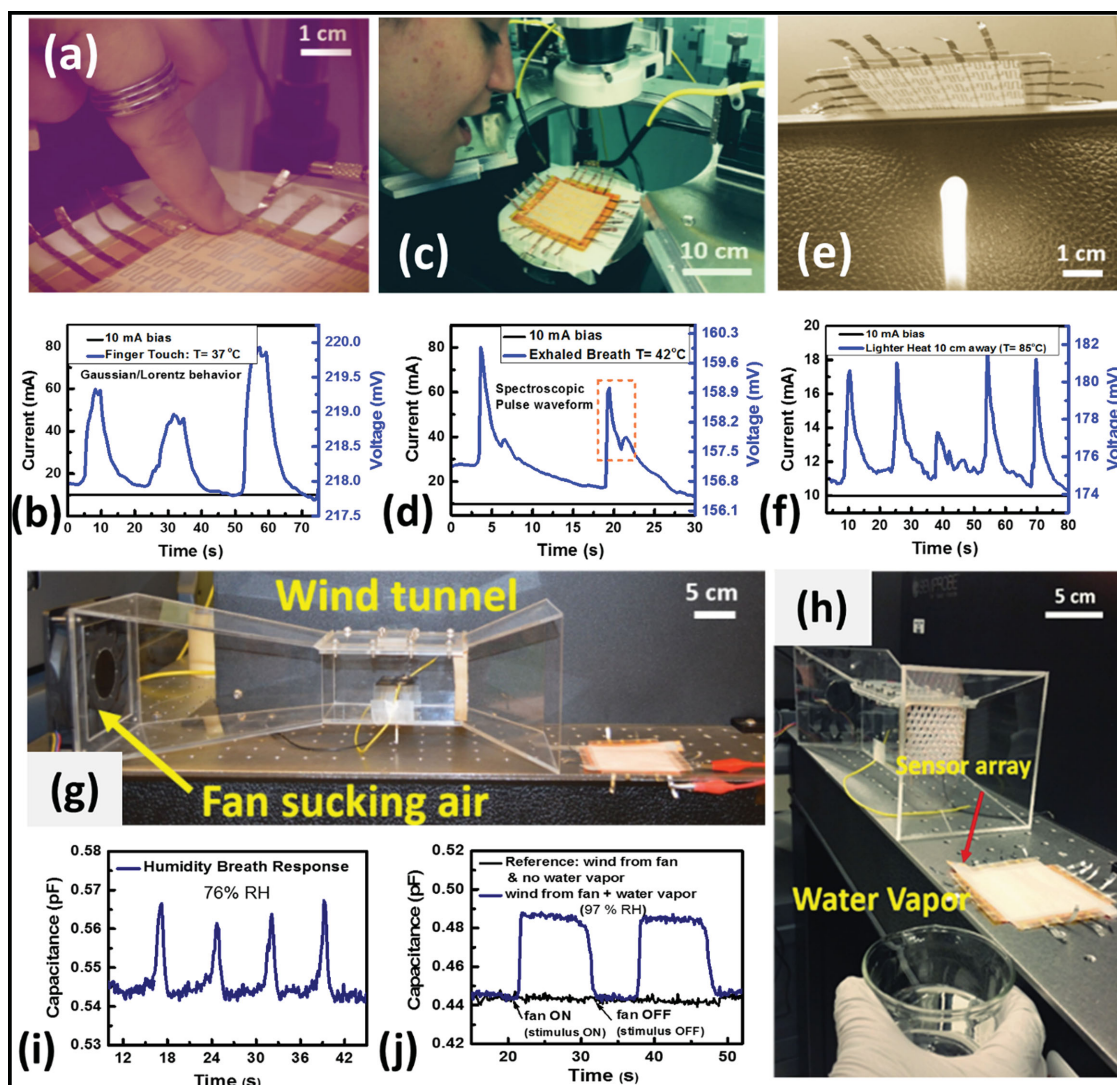 (a)
1 cm
(c)
10 cm
(e)
1 cm
10 mA bias
Finger Touch: T= 37 °C
Gaussian/Lorentz behavior
Current (mA)
80
60
40
20
Voltage (mV)
220.0
219.5
219.0
218.5
218.0
217.5
0 15 30 45 60 75
Time (s)
(b)
10 mA bias
Exhaled Breath T= 42°C
Spectroscopic
Pulse waveform
Current (mA)
80
60
40
20
Voltage (mV)
160.3
159.6
158.9
158.2
157.5
156.8
156.1
0 5 10 15 20 25 30
Time (s)
(d)
10 mA bias
Lighter Heat 10 cm away (T= 85°C)
Current (mA)
20
18
16
14
12
10
Voltage (mV)
182
180
178
176
174
10 20 30 40 50 60 70 80
Time (s)
(f)
Wind tunnel
5 cm
(g)
Fan sucking air
(h)
5 cm
Sensor array
Water Vapor
Humidity Breath Response
76% RH
Capacitance (pF)
0.58
0.57
0.56
0.55
0.54
0.53
10 18 27 36 45
Time (s)
(i)
Reference: wind from fan
& no water vapor
wind from fan + water vapor
(97 % RH)
Capacitance (pF)
0.52
0.50
0.48
0.46
0.44
0.42
fan ON
(stimulus ON)
fan OFF
(stimulus OFF)
20 30 40 50
Time (s)
(j)